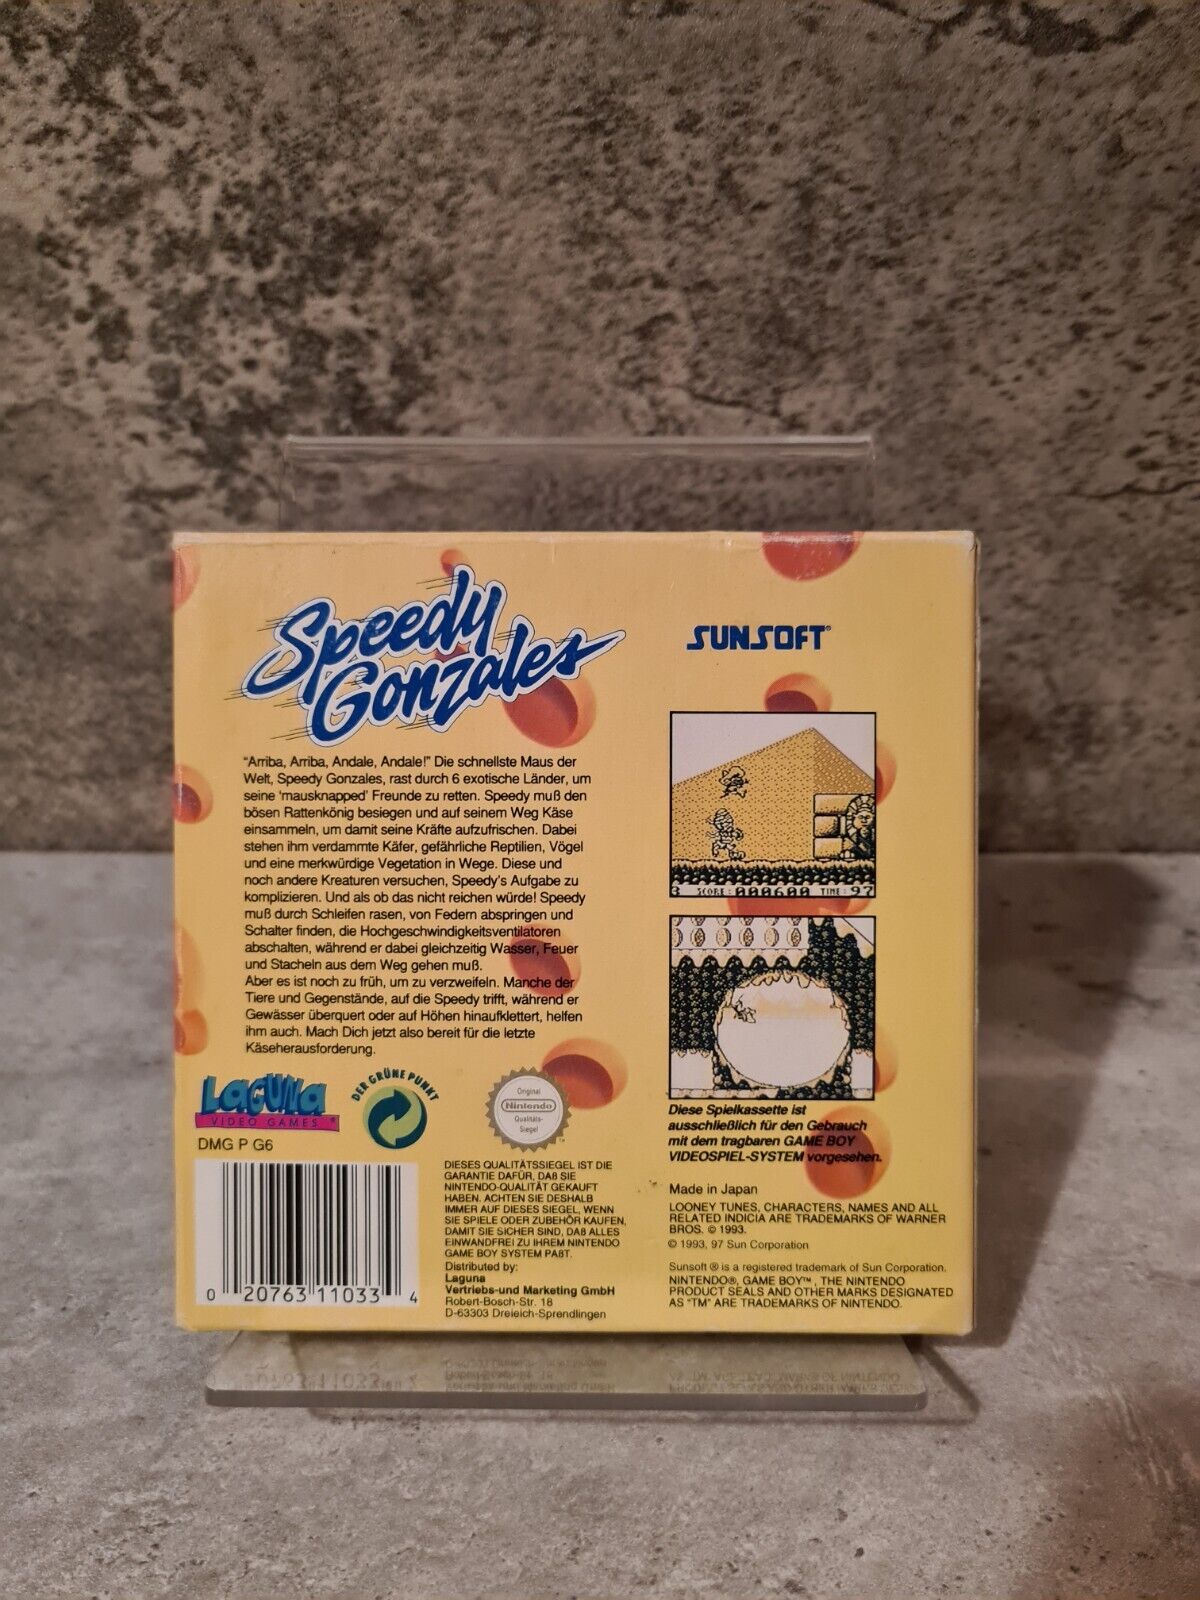 Speedy
Gonzales
SUNSOFT®
"Arriba, Arriba, Andale, Andale!" Die schnellste Maus der
Welt, Speedy Gonzales, rast durch 6 exotische Länder, um
seine 'mausknapped' Freunde zu retten. Speedy muß den
bösen Rattenkönig besiegen und auf seinem Weg Käse
einsammeln, um damit seine Kräfte aufzufrischen. Dabei
stehen ihm verdammte Käfer, gefährliche Reptilien, Vögel
und eine merkwürdige Vegetation in Wege. Diese und
noch andere Kreaturen versuchen, Speedy's Aufgabe zu
komplizieren. Und als ob das nicht reichen würde! Speedy
muß durch Schleifen rasen, von Federn abspringen und
Schalter finden, die Hochgeschwindigkeitsventilatoren
abschalten, während er dabei gleichzeitig Wasser, Feuer
und Stacheln aus dem Weg gehen muß.
Aber es ist noch zu früh, um zu verzweifeln. Manche der
Tiere und Gegenstände, auf die Speedy trifft, während er
Gewässer überquert oder auf Höhen hinaufklettert, helfen
ihm auch. Mach Dich jetzt also bereit für die letzte
Käseherausforderung.
3 SCORE: 000600 TIME: 97
LAGUNA
VIDEO GAMES ®
DER GRÜNE PUNKT
Original
Nintendo
Qualitäts-
Siegel
TM
DMG P G6
0 20763 11033 4
DIESES QUALITÄTSSIEGEL IST DIE
GARANTIE DAFÜR, DAß SIE
NINTENDO-QUALITÄT GEKAUFT
HABEN. ACHTEN SIE DESHALB
IMMER AUF DIESES SIEGEL, WENN
SIE SPIELE ODER ZUBEHÖR KAUFEN,
DAMIT SIE SICHER SIND, DAß ALLES
EINWANDFREI ZU IHREM NINTENDO
GAME BOY SYSTEM PAßT.
Distributed by:
Laguna
Vertriebs-und Marketing GmbH
Robert-Bosch-Str. 18
D-63303 Dreieich-Sprendlingen
Diese Spielkassette ist
ausschließlich für den Gebrauch
mit dem tragbaren GAME BOY
VIDEOSPIEL-SYSTEM vorgesehen.
Made in Japan
LOONEY TUNES, CHARACTERS, NAMES AND ALL
RELATED INDICIA ARE TRADEMARKS OF WARNER
BROS. © 1993.
© 1993, 97 Sun Corporation
Sunsoft ® is a registered trademark of Sun Corporation.
NINTENDO®, GAME BOY™, THE NINTENDO
PRODUCT SEALS AND OTHER MARKS DESIGNATED
AS "TM" ARE TRADEMARKS OF NINTENDO.